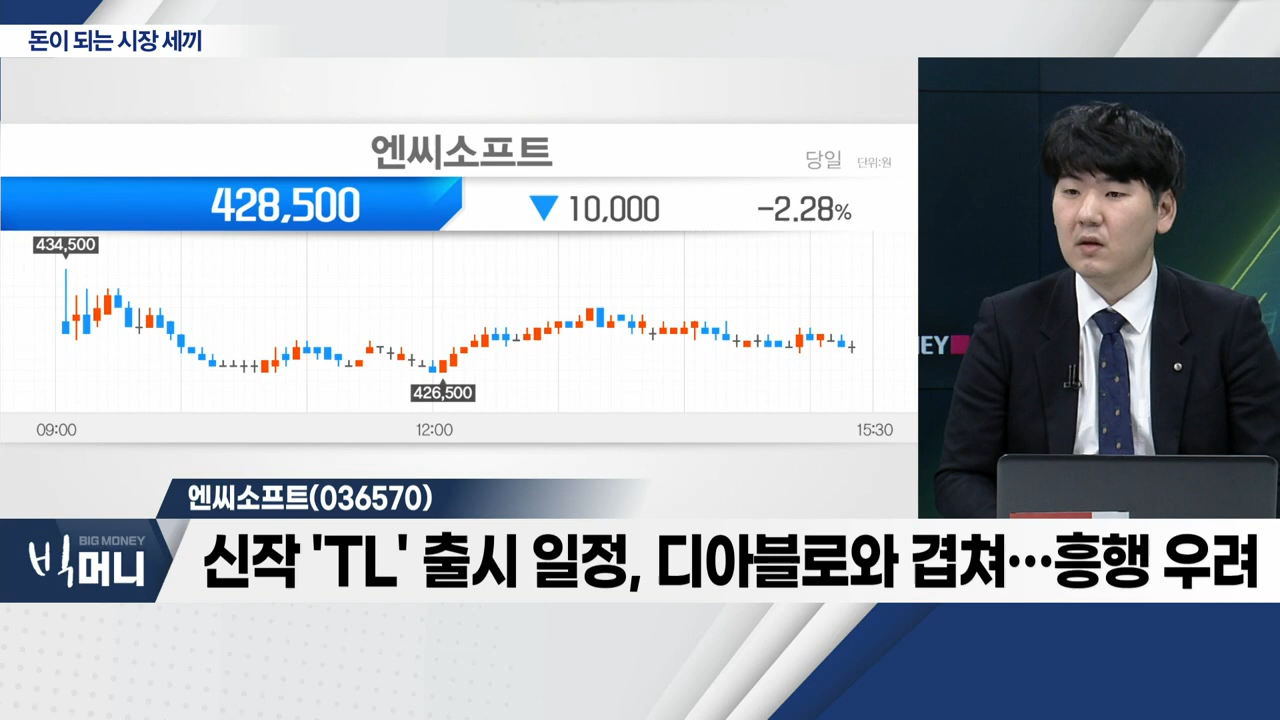 돈이 되는 시장 세끼
엔씨소프트
당일 단위:원
428,500 ▼ 10,000 -2.28%
434,500
426,500
09:00 12:00 15:30
EY
엔씨소프트(036570)
BIG MONEY
빅머니
신작 'TL' 출시 일정, 디아블로와 겹쳐…흥행 우려